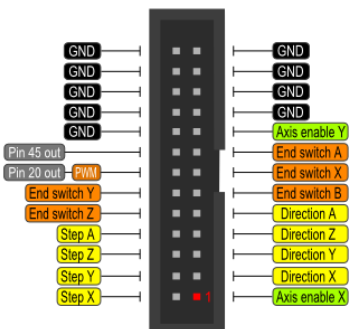 GND GND
GND GND
GND GND
GND GND
GND Axis enable Y
Pin 45 out End switch A
Pin 20 out PWM End switch X
End switch Y End switch B
End switch Z Direction A
Step A Direction Z
Step Z Direction Y
Step Y Direction X
Step X 1 Axis enable X